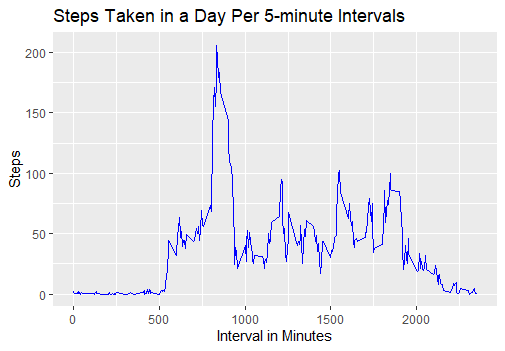 Steps Taken in a Day Per 5-minute Intervals
200
150
100
50
0
Steps
0 500 1000 1500 2000
Interval in Minutes